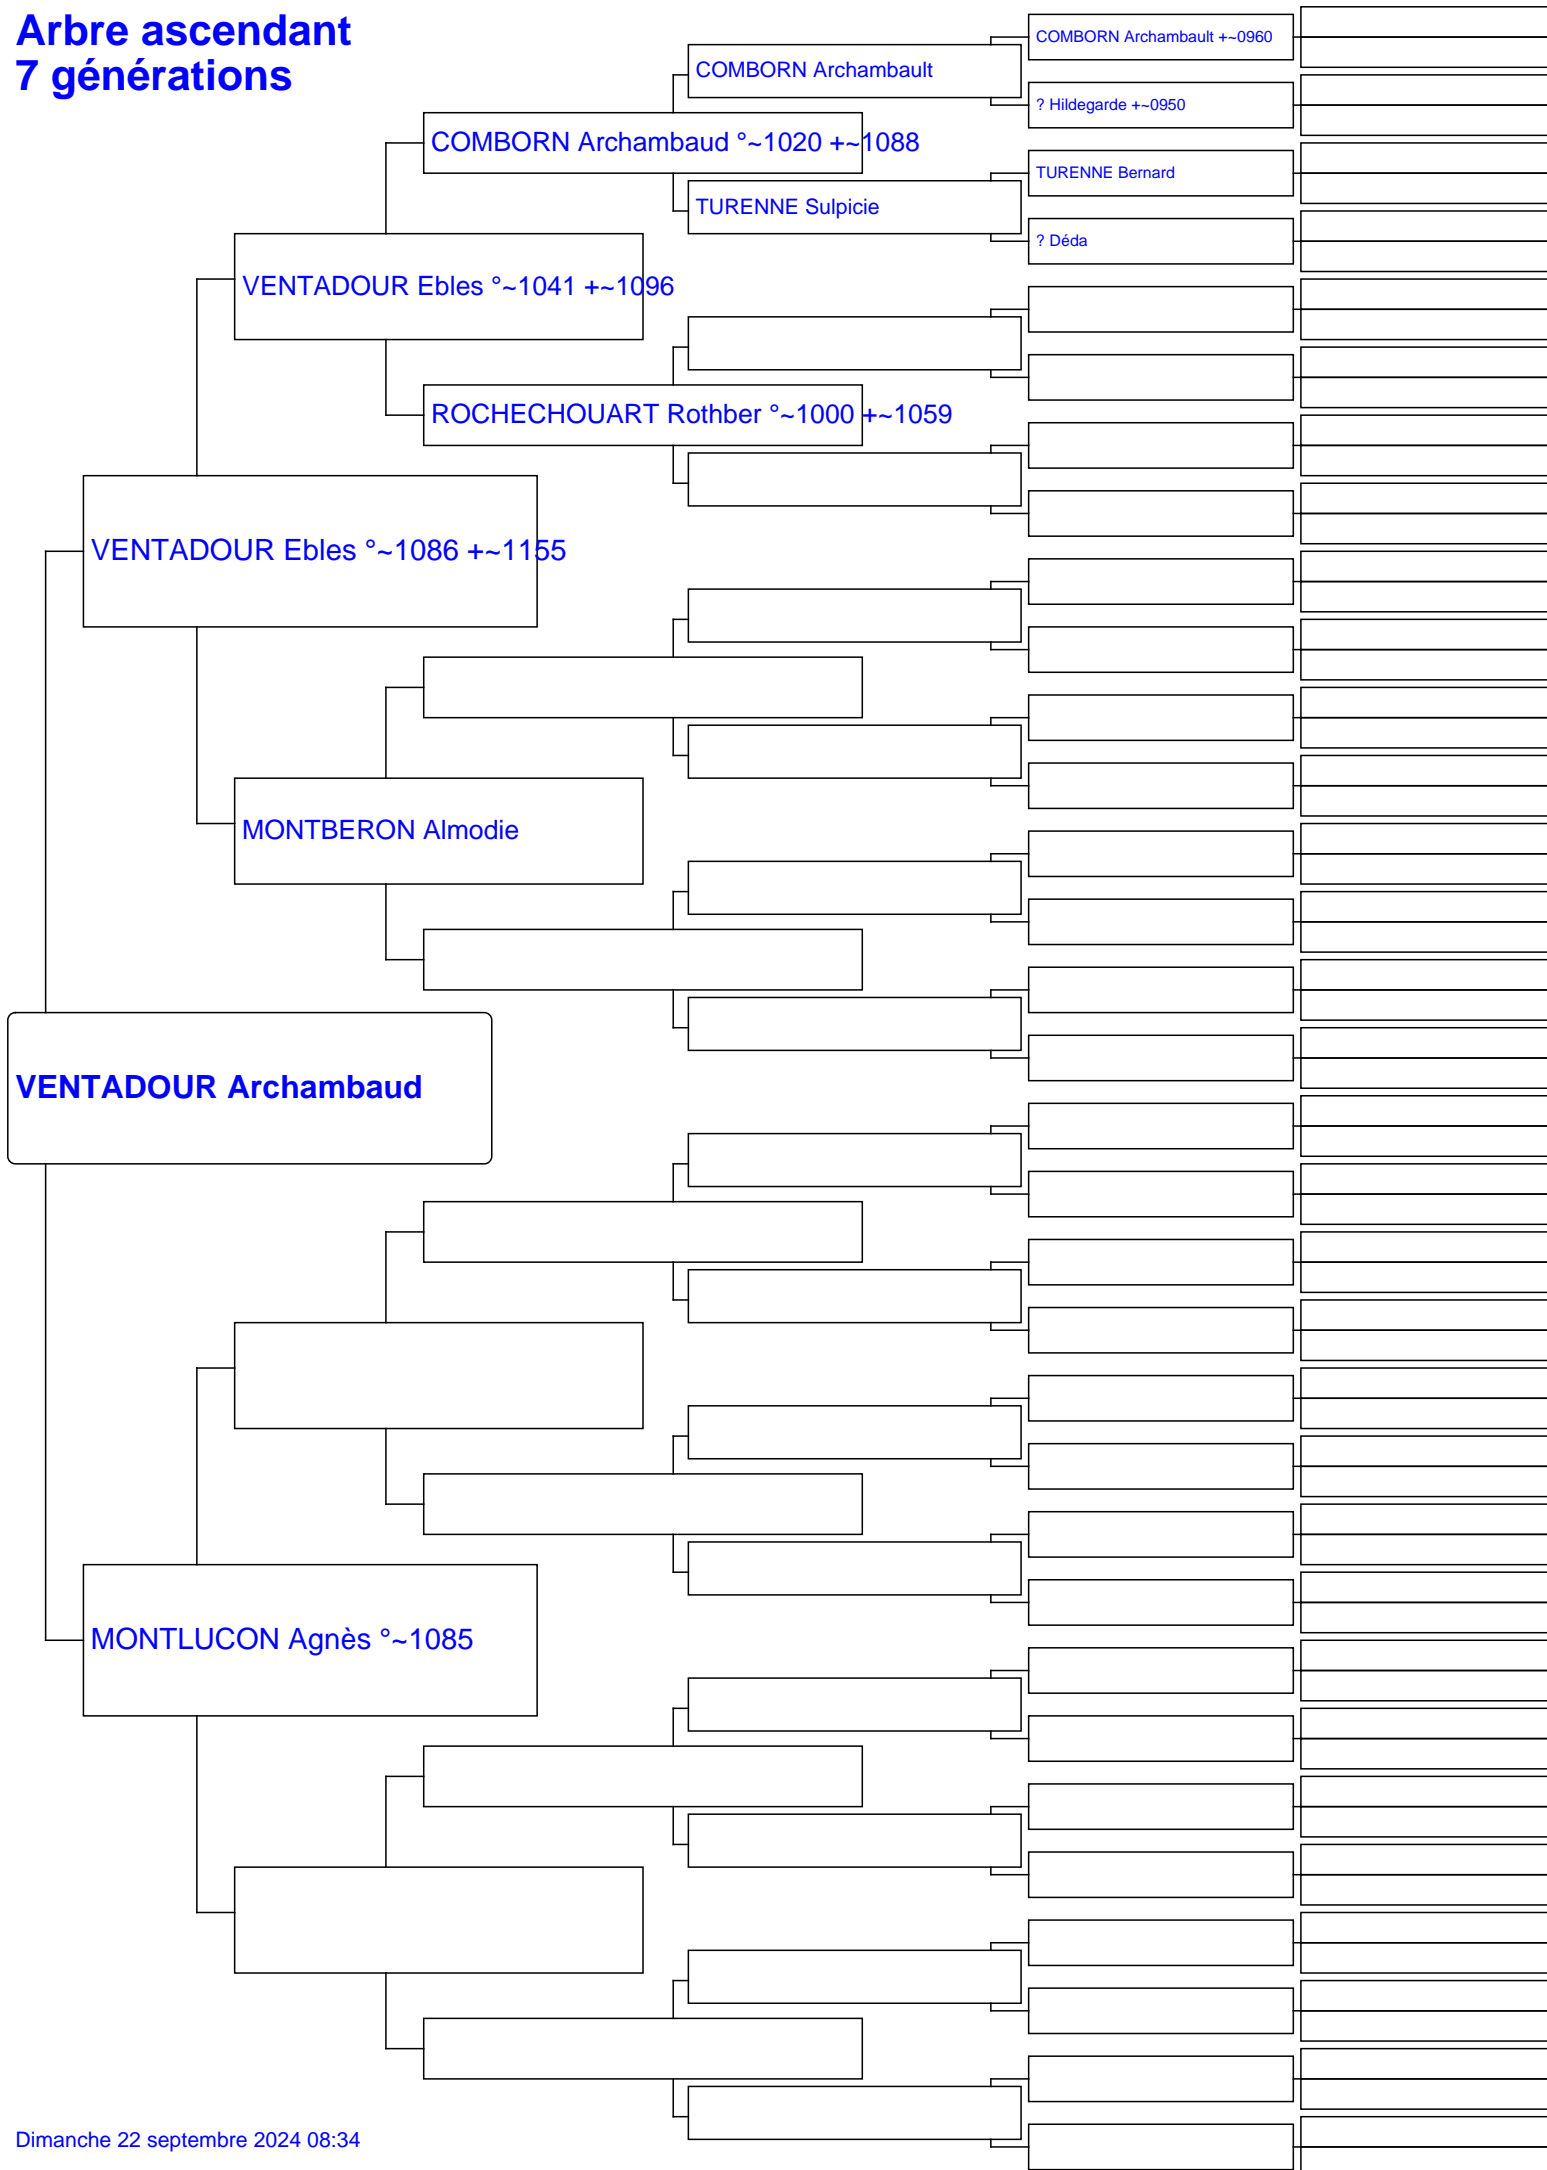 Arbre ascendant
7 générations
COMBORN Archambault +~0960
COMBORN Archambault
? Hildegarde +~0950
COMBORN Archambaud °~1020 +~1088
TURENNE Bernard
TURENNE Sulpicie
? Déda
VENTADOUR Ebles °~1041 +~1096
ROCHECHOUART Rothber °~1000 +~1059
VENTADOUR Ebles °~1086 +~1155
MONTBERON Almodie
VENTADOUR Archambaud
MONTLUCON Agnès °~1085
Dimanche 22 septembre 2024 08:34